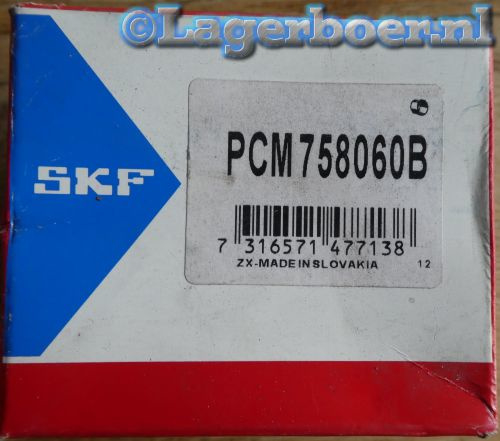 ©Lagerboer.nl
SKF
PCM758060B
7 316571 477138
ZX-MADE IN SLOVAKIA 12